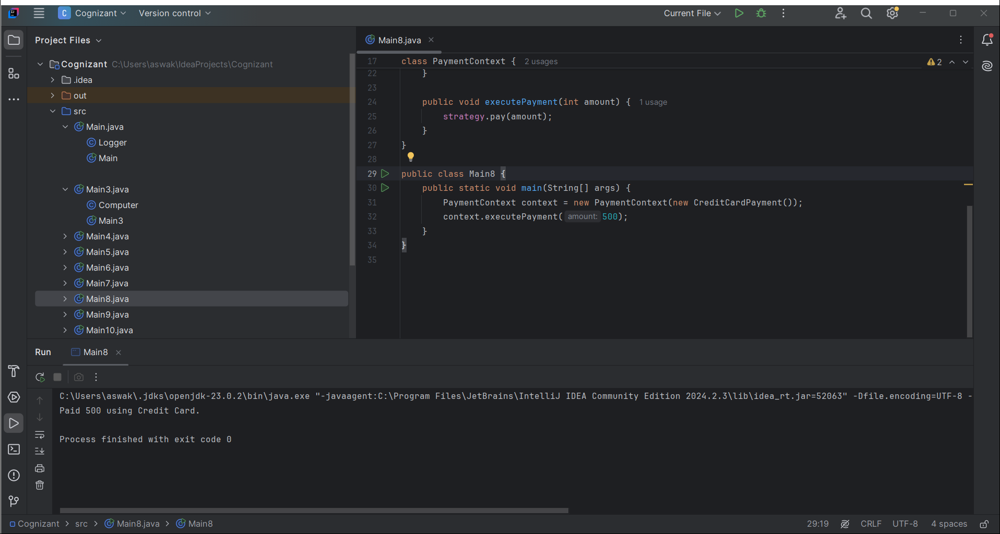 C Cognizant Version control Current File
Project Files
Cognizant C:\Users\aswak\IdeaProjects\Cognizant
.idea
out
src
Main.java
Logger
Main
Main3.java
Computer
Main3
Main4.java
Main5.java
Main6.java
Main7.java
Main8.java
Main9.java
Main10.java
Main8.java
17 class PaymentContext { 2 usages
2
22 }
23
24 public void executePayment(int amount) { 1 usage
25 strategy.pay(amount);
26 }
27 }
28
29 public class Main8 {
30 public static void main(String[] args) {
31 PaymentContext context = new PaymentContext(new CreditCardPayment());
32 context.executePayment( amount: 500);
33 }
34 }
35
Run Main8
C:\Users\aswak\.jdks\openjdk-23.0.2\bin\java.exe "-javaagent:C:\Program Files\JetBrains\IntelliJ IDEA Community Edition 2024.2.3\lib\idea_rt.jar=52063" -Dfile.encoding=UTF-8 -
Paid 500 using Credit Card.
Process finished with exit code 0
Cognizant > src > Main8.java > Main8
29:19 CRLF UTF-8 4 spaces